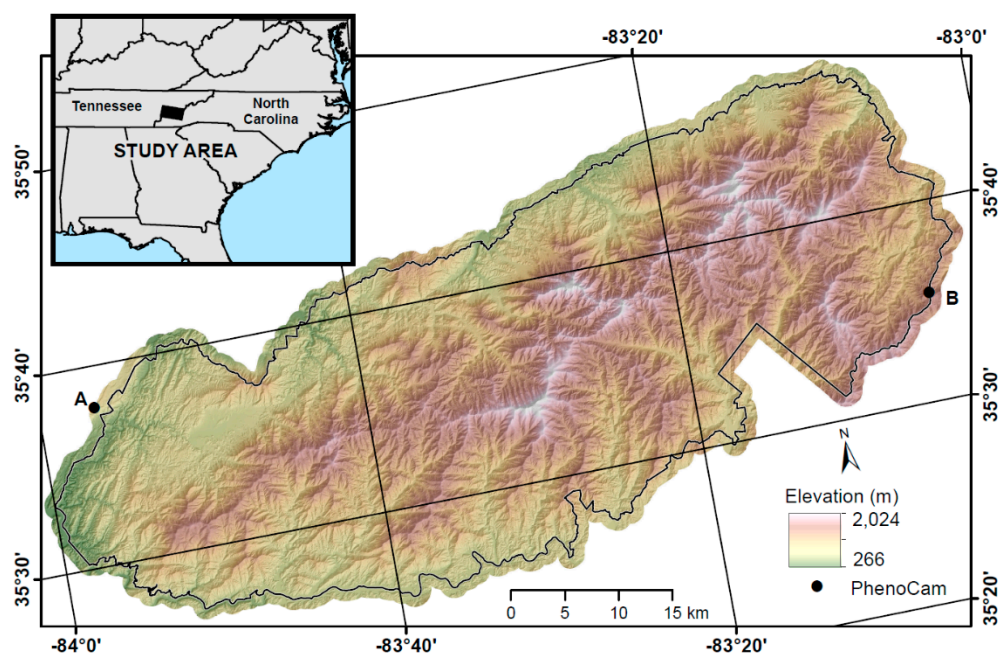 -83°20'
-83°0'
Tennessee
North
Carolina
STUDY AREA
35°50'
35°40'
35°40'
B
A
35°30'
N
Elevation (m)
2,024
266
PhenoCam
35°30'
35°20'
0 5 10 15 km
-84°0'
-83°40'
-83°20'